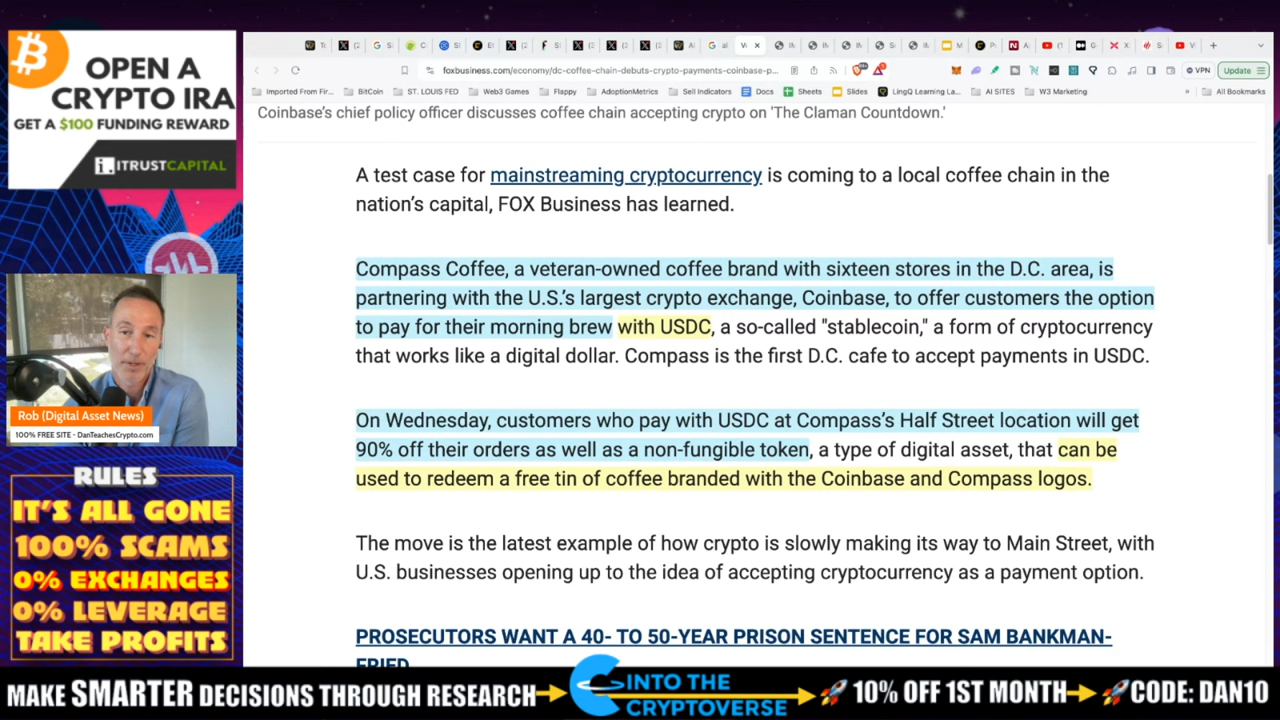 OPEN A
CRYPTO IRA
GET A $100 FUNDING REWARD
ITRUSTCAPITAL
Rob (Digital Asset News)
100% FREE SITE - DanTeachesCrypto.com
RULES
IT'S ALL GONE
100% SCAMS
0% EXCHANGES
0% LEVERAGE
TAKE PROFITS
foxbusiness.com/economy/dc-coffee-chain-debuts-crypto-payments-coinbase-p...
VPN
Update
Imported From Fir...
BitCoin
ST. LOUIS FED
Web3 Games
Flappy
AdoptionMetrics
Sell Indicators
Docs
Sheets
Slides
LinQ Learning La...
AI SITES
W3 Marketing
»
All Bookmarks
Coinbase's chief policy officer discusses coffee chain accepting crypto on 'The Claman Countdown.'
A test case for mainstreaming cryptocurrency is coming to a local coffee chain in the
nation's capital, FOX Business has learned.
Compass Coffee, a veteran-owned coffee brand with sixteen stores in the D.C. area, is
partnering with the U.S.'s largest crypto exchange, Coinbase, to offer customers the option
to pay for their morning brew with USDC, a so-called "stablecoin," a form of cryptocurrency
that works like a digital dollar. Compass is the first D.C. cafe to accept payments in USDC.
On Wednesday, customers who pay with USDC at Compass's Half Street location will get
90% off their orders as well as a non-fungible token, a type of digital asset, that can be
used to redeem a free tin of coffee branded with the Coinbase and Compass logos.
The move is the latest example of how crypto is slowly making its way to Main Street, with
U.S. businesses opening up to the idea of accepting cryptocurrency as a payment option.
PROSECUTORS WANT A 40- TO 50-YEAR PRISON SENTENCE FOR SAM BANKMAN-
FRIED
MAKE SMARTER DECISIONS THROUGH RESEARCH
INTO THE
CRYPTOVERSE
10% OFF 1ST MONTH
CODE: DAN10